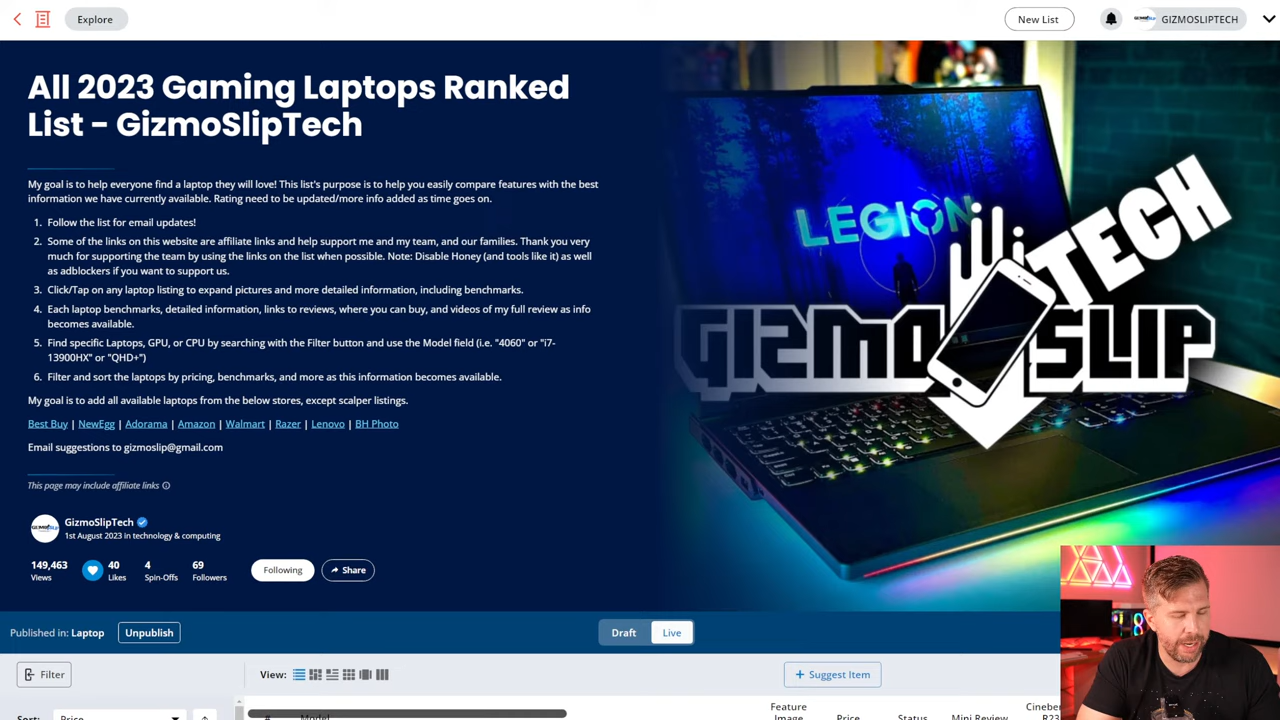 Explore
New List
GIZMOSLIPTECH
All 2023 Gaming Laptops Ranked
List - GizmoSlipTech
My goal is to help everyone find a laptop they will love! This list's purpose is to help you easily compare features with the best
information we have currently available. Rating need to be updated/more info added as time goes on.
1. Follow the list for email updates!
2. Some of the links on this website are affiliate links and help support me and my team, and our families. Thank you very
much for supporting the team by using the links on the list when possible. Note: Disable Honey (and tools like it) as well
as adblockers if you want to support us.
3. Click/Tap on any laptop listing to expand pictures and more detailed information, including benchmarks.
4. Each laptop benchmarks, detailed information, links to reviews, where you can buy, and videos of my full review as info
becomes available.
5. Find specific Laptops, GPU, or CPU by searching with the Filter button and use the Model field (i.e. "4060" or "i7-
13900HX" or "QHD+")
6. Filter and sort the laptops by pricing, benchmarks, and more as this information becomes available.
My goal is to add all available laptops from the below stores, except scalper listings.
Best Buy | NewEgg | Adorama | Amazon | Walmart | Razer | Lenovo | BH Photo
Email suggestions to gizmoslip@gmail.com
This page may include affiliate links
GizmoSlipTech
1st August 2023 in technology & computing
149,463 40 4 69
Views Likes Spin-Offs Followers
Following
Share
LEGION
TECH
GIZMO SLIP
Published in: Laptop
Unpublish
Draft
Live
Filter
View:
+ Suggest Item
Sort: Price
# Model
Feature
Image
Price
Status
Mini Review
Cineben
R23